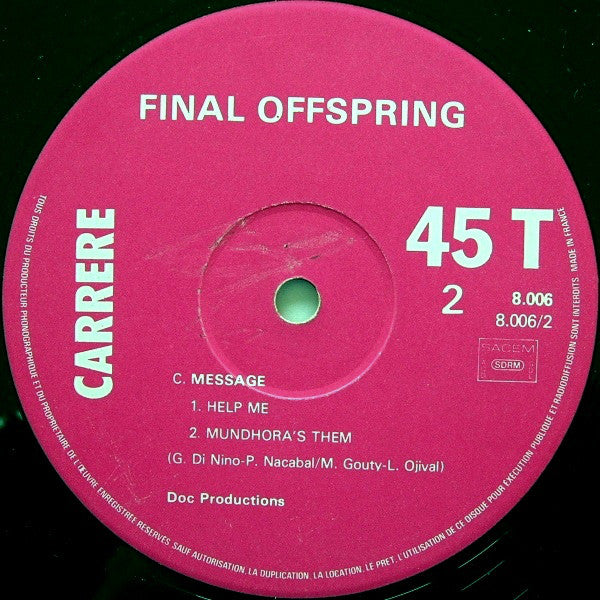 FINAL OFFSPRING
CARRERE
45 T
2
8.006
8.006/2
SACEM
SDRM
C. MESSAGE
1. HELP ME
2. MUNDHORA'S THEM
(G. Di Nino-P. Nacabal/M. Gouty-L. Ojival)
Doc Productions
TOUS DROITS DU PRODUCTEUR PHONOGRAPHIQUE ET DU PROPRIETAIRE DE L'ŒUVRE ENREGISTREE RESERVES. SAUF AUTORISATION, LA DUPLICATION, LA LOCATION, LE PRET, L'UTILISATION DE CE DISQUE POUR EXECUTION PUBLIQUE ET RADIODIFFUSION SONT INTERDITS. MADE IN FRANCE